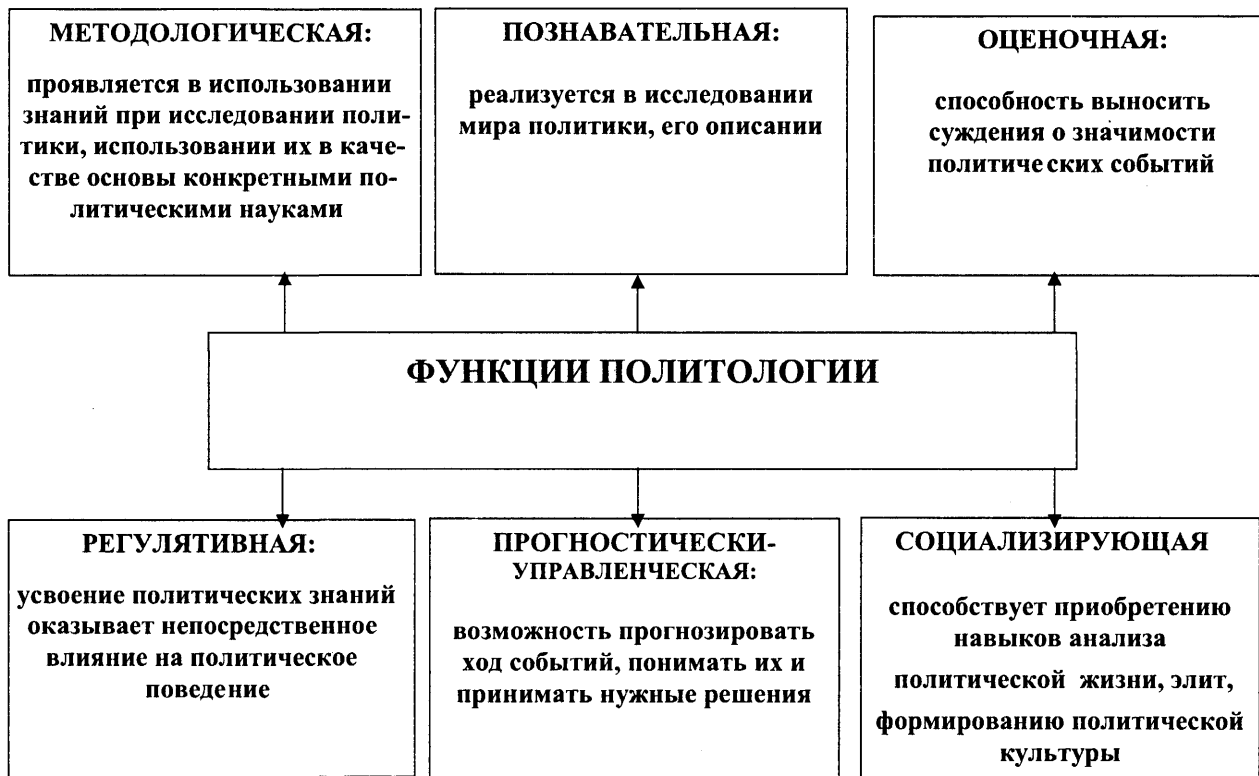 МЕТОДОЛОГИЧЕСКАЯ:
проявляется в использовании
знаний при исследовании поли-
тики, использовании их в каче-
стве основы конкретными по-
литическими науками
ПОЗНАВАТЕЛЬНАЯ:
реализуется в исследовании
мира политики, его описании
ОЦЕНОЧНАЯ:
способность выносить
суждения о значимости
политических событий
ФУНКЦИИ ПОЛИТОЛОГИИ
РЕГУЛЯТИВНАЯ:
усвоение политических знаний
оказывает непосредственное
влияние на политическое
поведение
ПРОГНОСТИЧЕСКИ-
УПРАВЛЕНЧЕСКАЯ:
возможность прогнозировать
ход событий, понимать их и
принимать нужные решения
СОЦИАЛИЗИРУЮЩАЯ
способствует приобретению
навыков анализа
политической жизни, элит,
формированию политической
культуры